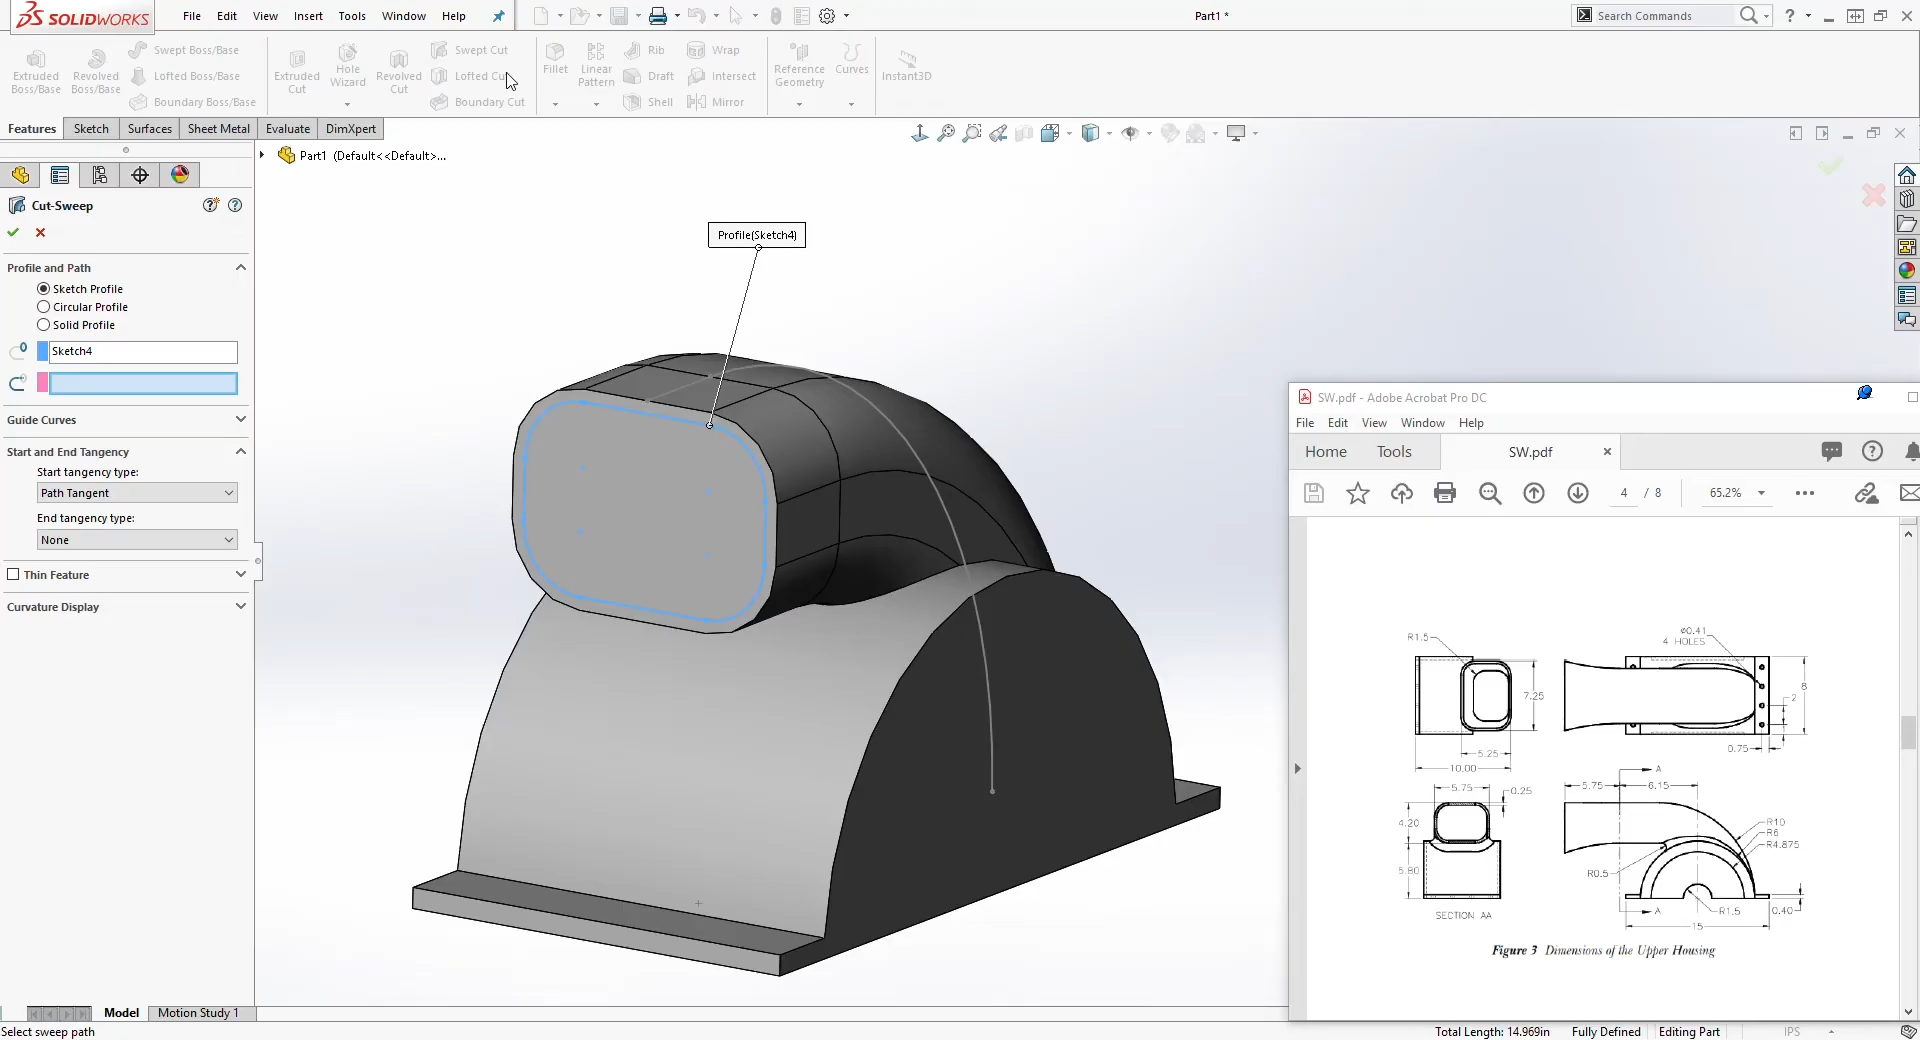 SOLIDWORKS
File Edit View Insert Tools Window Help
Part1 *
Search Commands
Extruded Boss/Base
Revolved Boss/Base
Swept Boss/Base
Lofted Boss/Base
Boundary Boss/Base
Extruded Cut
Hole Wizard
Revolved Cut
Swept Cut
Lofted Cu
Boundary Cut
Fillet
Linear Pattern
Rib
Draft
Shell
Wrap
Intersect
Mirror
Reference Geometry
Curves
Instant3D
Features Sketch Surfaces Sheet Metal Evaluate DimXpert
Part1 (Default<<Default>...
Cut-Sweep
Profile and Path
Sketch Profile
Circular Profile
Solid Profile
Sketch4
Guide Curves
Start and End Tangency
Start tangency type:
Path Tangent
End tangency type:
None
Thin Feature
Curvature Display
Profile(Sketch4)
SW.pdf - Adobe Acrobat Pro DC
File Edit View Window Help
Home Tools SW.pdf ×
4 / 8 65.2%
R1.5
7.25
5.25
10.00
ø0.41
4 HOLES
8
2
0.75
5.75
0.25
4.20
5.80
SECTION AA
A
5.75 6.15
R10
R6
R4.875
R0.5
A
R1.5
0.40
15
Figure 3 Dimensions of the Upper Housing
Model Motion Study 1
Select sweep path
Total Length: 14.969in Fully Defined Editing Part IPS